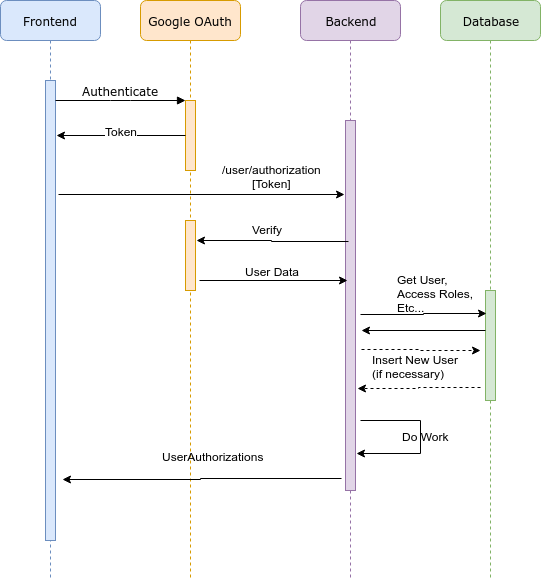 Frontend
Google OAuth
Backend
Database
Authenticate
Token
/user/authorization
[Token]
Verify
User Data
Get User,
Access Roles,
Etc...
Insert New User
(if necessary)
Do Work
UserAuthorizations